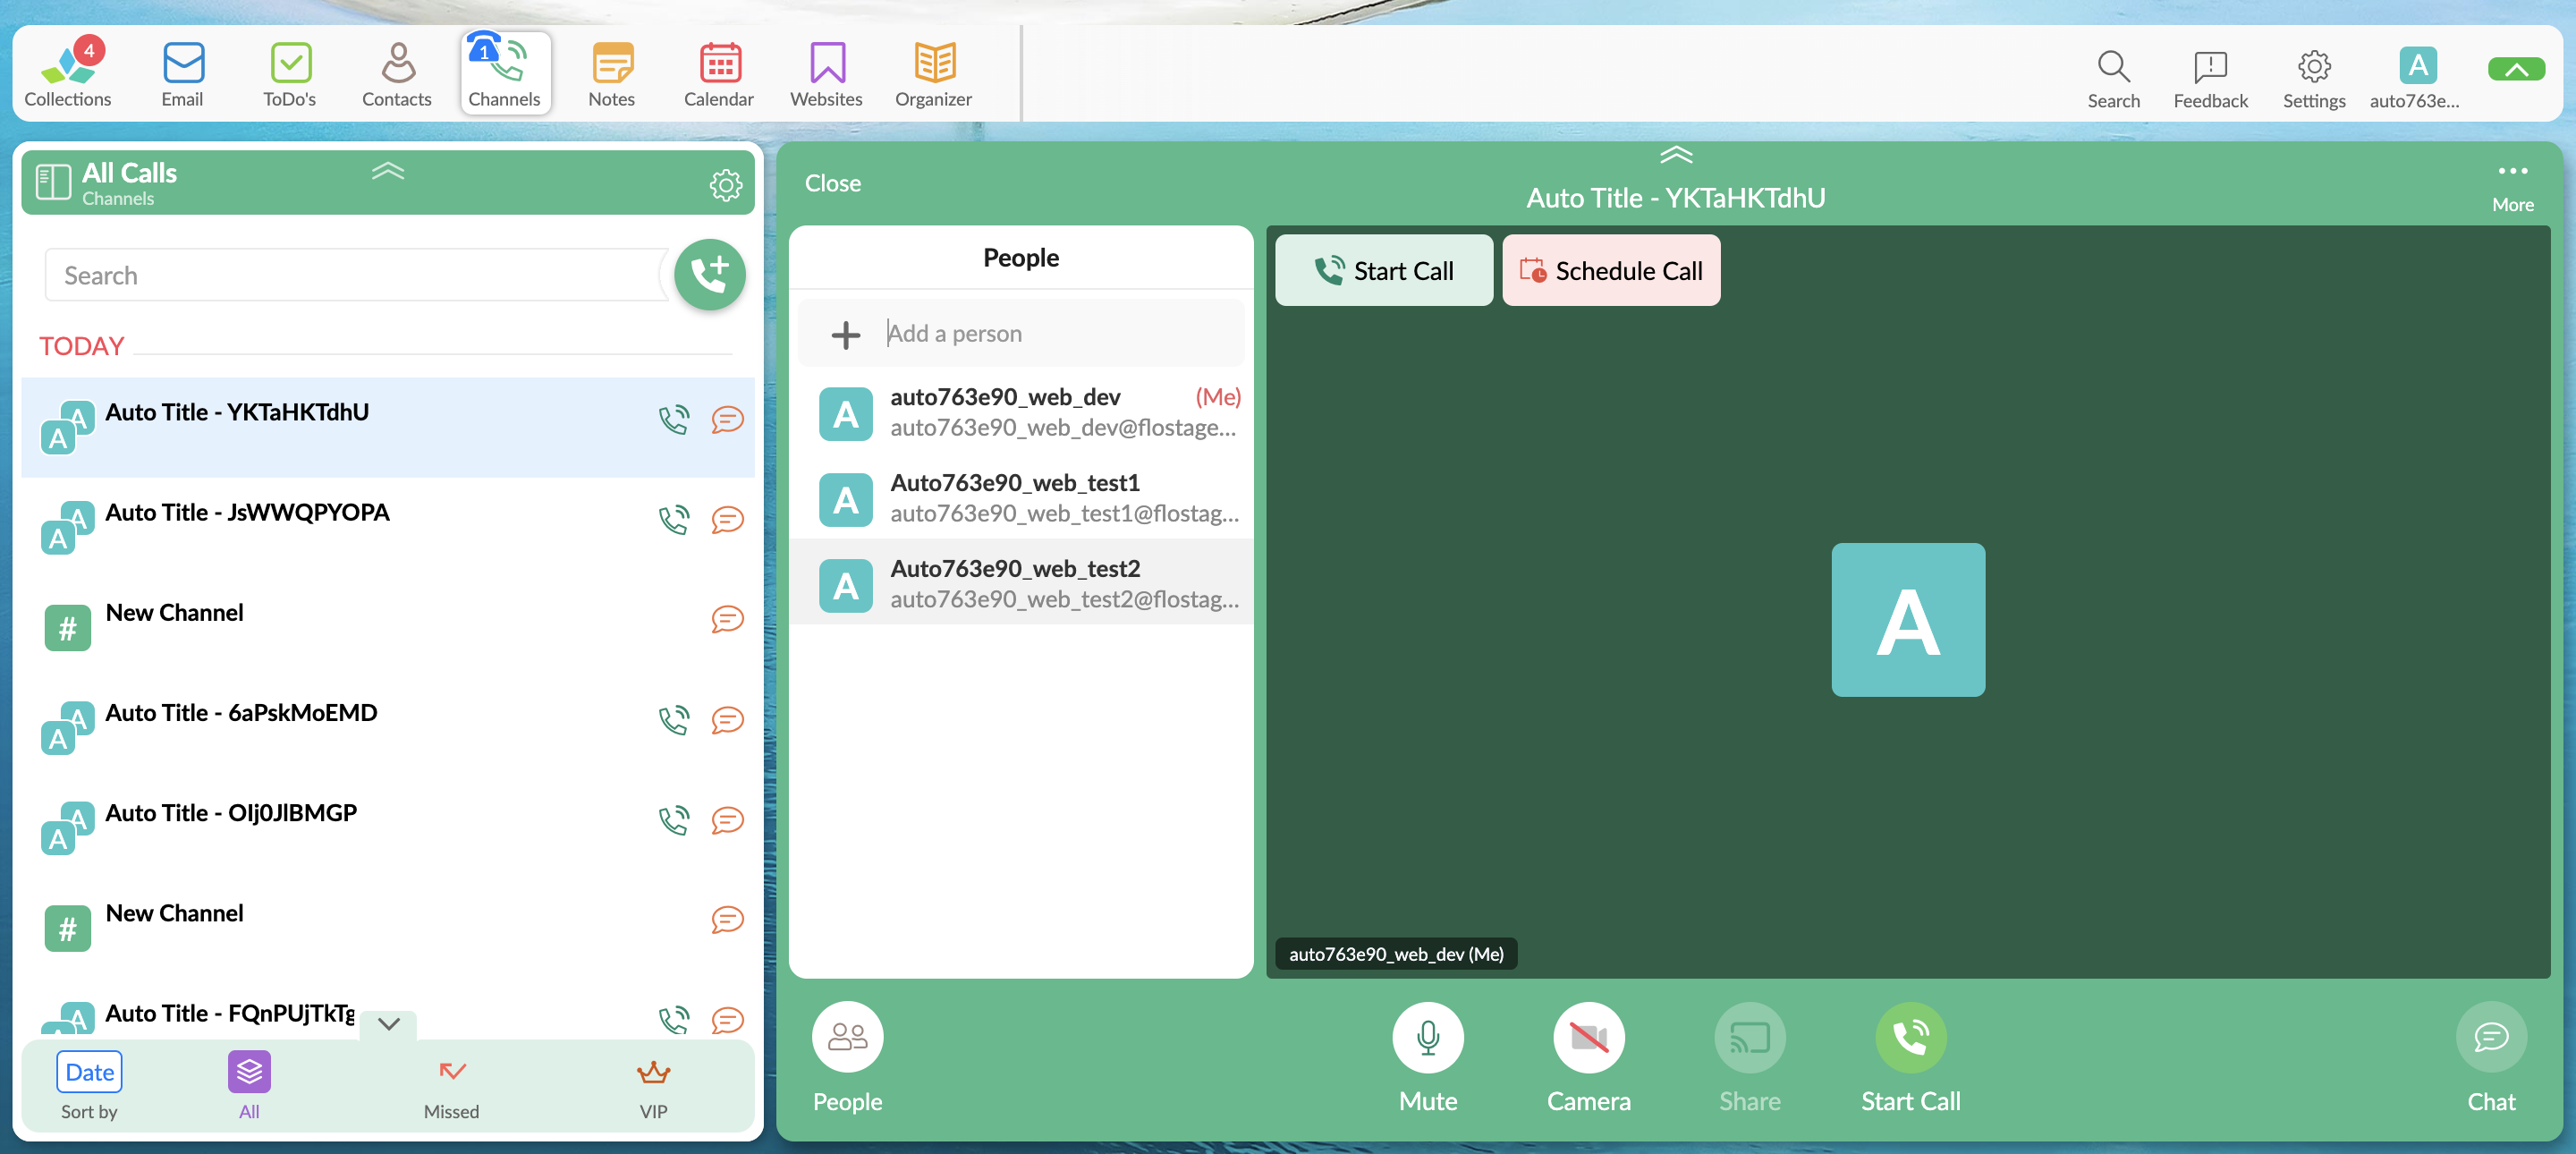 4
1
Collections
Email
ToDo's
Contacts
Channels
Notes
Calendar
Websites
Organizer
Search
Feedback
Settings
A
auto763e...
All Calls
Channels
Search
TODAY
A
A
Auto Title - YKTaHKTdhU
A
A
Auto Title - JsWWQPYOPA
#
New Channel
A
A
Auto Title - 6aPskMoEMD
A
A
Auto Title - OIj0JlBMGP
#
New Channel
A
A
Auto Title - FQnPUjTkTg
Date
Sort by
All
Missed
VIP
Close
Auto Title - YKTaHKTdhU
More
People
Add a person
A
auto763e90_web_dev (Me)
auto763e90_web_dev@flostage...
A
Auto763e90_web_test1
auto763e90_web_test1@flostag...
A
Auto763e90_web_test2
auto763e90_web_test2@flostag...
Start Call
Schedule Call
A
auto763e90_web_dev (Me)
People
Mute
Camera
Share
Start Call
Chat